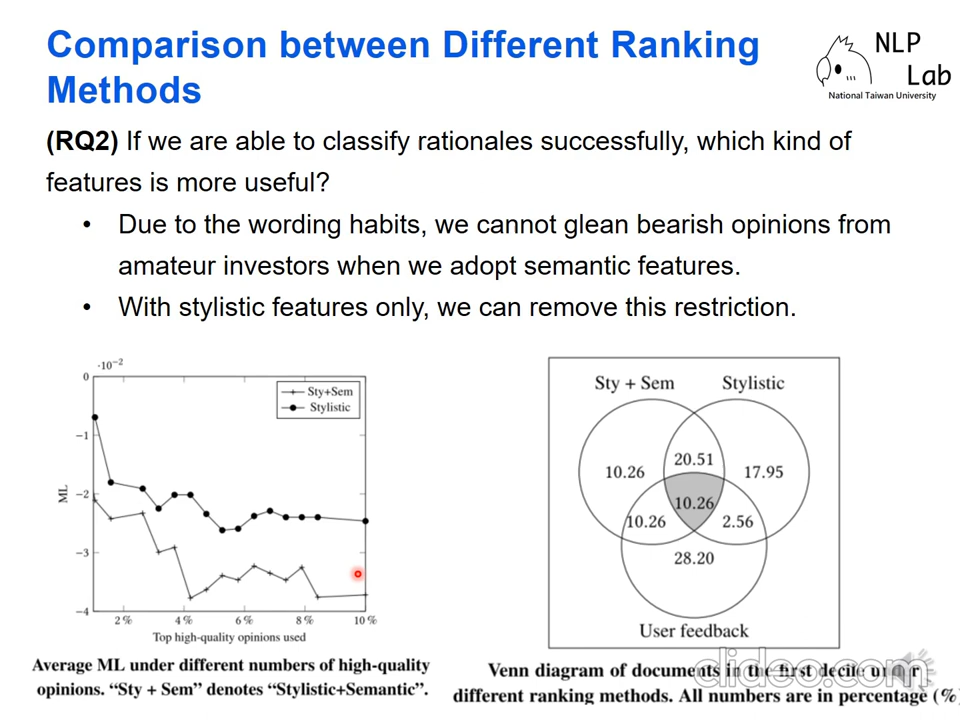 Comparison between Different Ranking
Methods
NLP
Lab
National Taiwan University
(RQ2) If we are able to classify rationales successfully, which kind of
features is more useful?
• Due to the wording habits, we cannot glean bearish opinions from
amateur investors when we adopt semantic features.
• With stylistic features only, we can remove this restriction.
·10−2
0
−1
−2
−3
−4
ML
Sty+Sem
Stylistic
2 % 4 % 6 % 8 % 10 %
Top high-quality opinions used
Average ML under different numbers of high-quality
opinions. “Sty + Sem” denotes “Stylistic+Semantic”.
Sty + Sem Stylistic
20.51
10.26 17.95
10.26
10.26 2.56
28.20
User feedback
Venn diagram of documents in the first decile under
different ranking methods. All numbers are in percentage (%
clideo.com